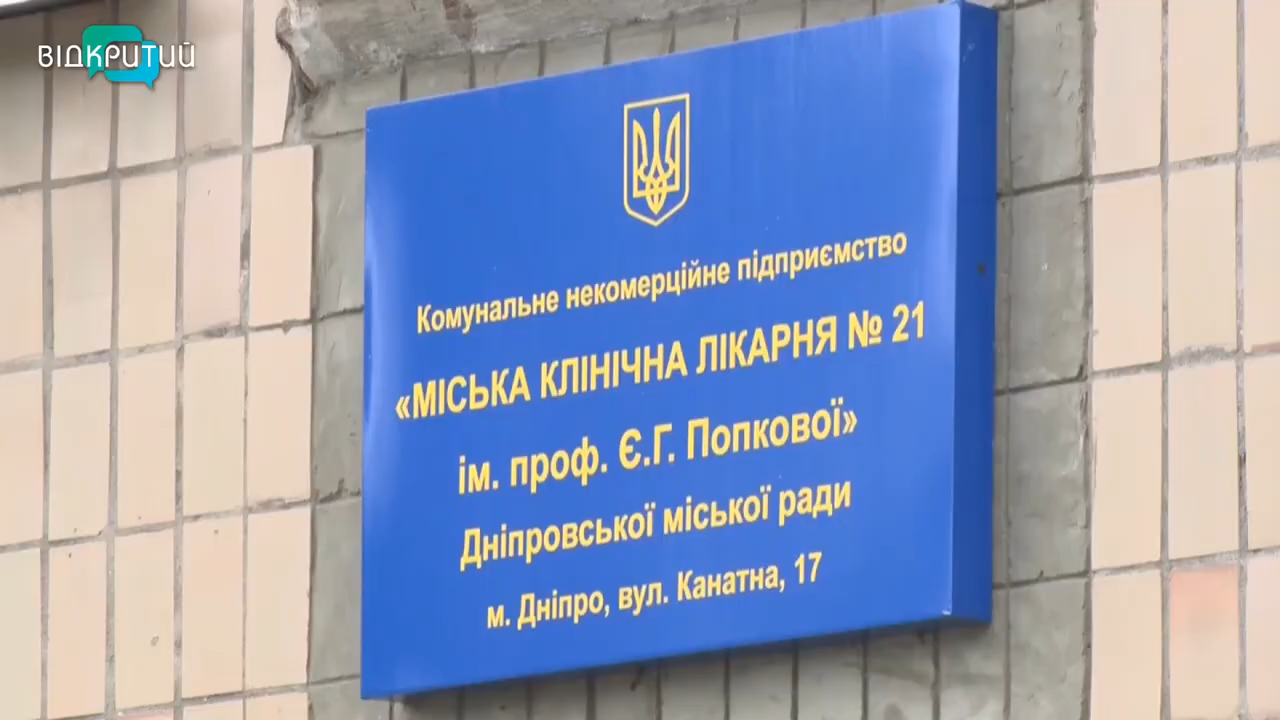 ВІДКРИТИЙ
Комунальне некомерційне підприємство
«МІСЬКА КЛІНІЧНА ЛІКАРНЯ № 21
ім. проф. Є.Г. Попкової»
Дніпровської міської ради
м. Дніпро, вул. Канатна, 17